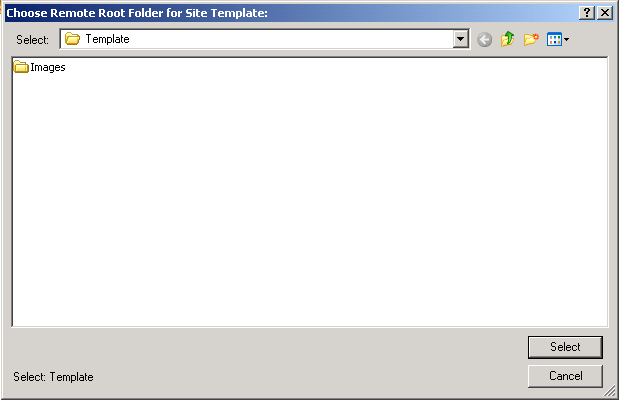 Choose Remote Root Folder for Site Template:
Select: Template
Images
Select
Select: Template
Cancel